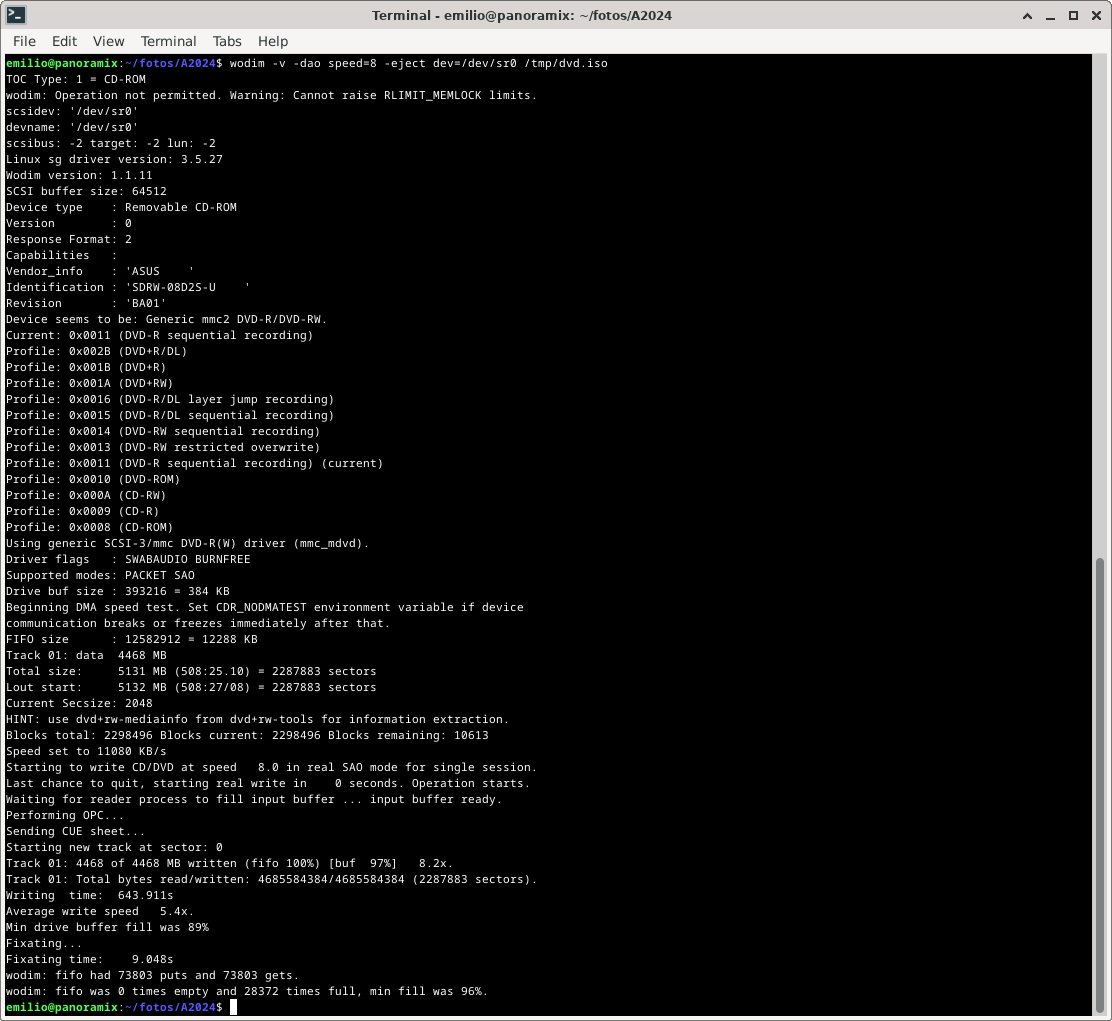 Terminal - emilio@panoramix: ~/fotos/A2024
File Edit View Terminal Tabs Help
emilio@panoramix:~/fotos/A2024$ wodim -v -dao speed=8 -eject dev=/dev/sr0 /tmp/dvd.iso
TOC Type: 1 = CD-ROM
wodim: Operation not permitted. Warning: Cannot raise RLIMIT_MEMLOCK limits.
scsidev: '/dev/sr0'
devname: '/dev/sr0'
scsibus: -2 target: -2 lun: -2
Linux sg driver version: 3.5.27
Wodim version: 1.1.11
SCSI buffer size: 64512
Device type    : Removable CD-ROM
Version        : 0
Response Format: 2
Capabilities   :
Vendor_info    : 'ASUS    '
Identification : 'SDRW-08D2S-U    '
Revision       : 'BA01'
Device seems to be: Generic mmc2 DVD-R/DVD-RW.
Current: 0x0011 (DVD-R sequential recording)
Profile: 0x002B (DVD+R/DL)
Profile: 0x001B (DVD+R)
Profile: 0x001A (DVD+RW)
Profile: 0x0016 (DVD-R/DL layer jump recording)
Profile: 0x0015 (DVD-R/DL sequential recording)
Profile: 0x0014 (DVD-RW sequential recording)
Profile: 0x0013 (DVD-RW restricted overwrite)
Profile: 0x0011 (DVD-R sequential recording) (current)
Profile: 0x0010 (DVD-ROM)
Profile: 0x000A (CD-RW)
Profile: 0x0009 (CD-R)
Profile: 0x0008 (CD-ROM)
Using generic SCSI-3/mmc DVD-R(W) driver (mmc_mdvd).
Driver flags   : SWABAUDIO BURNFREE
Supported modes: PACKET SAO
Drive buf size : 393216 = 384 KB
Beginning DMA speed test. Set CDR_NODMATEST environment variable if device
communication breaks or freezes immediately after that.
FIFO size      : 12582912 = 12288 KB
Track 01: data  4468 MB
Total size:     5131 MB (508:25.10) = 2287883 sectors
Lout start:     5132 MB (508:27/08) = 2287883 sectors
Current Secsize: 2048
HINT: use dvd+rw-mediainfo from dvd+rw-tools for information extraction.
Blocks total: 2298496 Blocks current: 2298496 Blocks remaining: 10613
Speed set to 11080 KB/s
Starting to write CD/DVD at speed   8.0 in real SAO mode for single session.
Last chance to quit, starting real write in    0 seconds. Operation starts.
Waiting for reader process to fill input buffer ... input buffer ready.
Performing OPC...
Sending CUE sheet...
Starting new track at sector: 0
Track 01: 4468 of 4468 MB written (fifo 100%) [buf  97%]   8.2x.
Track 01: Total bytes read/written: 4685584384/4685584384 (2287883 sectors).
Writing  time:  643.911s
Average write speed   5.4x.
Min drive buffer fill was 89%
Fixating...
Fixating time:    9.048s
wodim: fifo had 73803 puts and 73803 gets.
wodim: fifo was 0 times empty and 28372 times full, min fill was 96%.
emilio@panoramix:~/fotos/A2024$